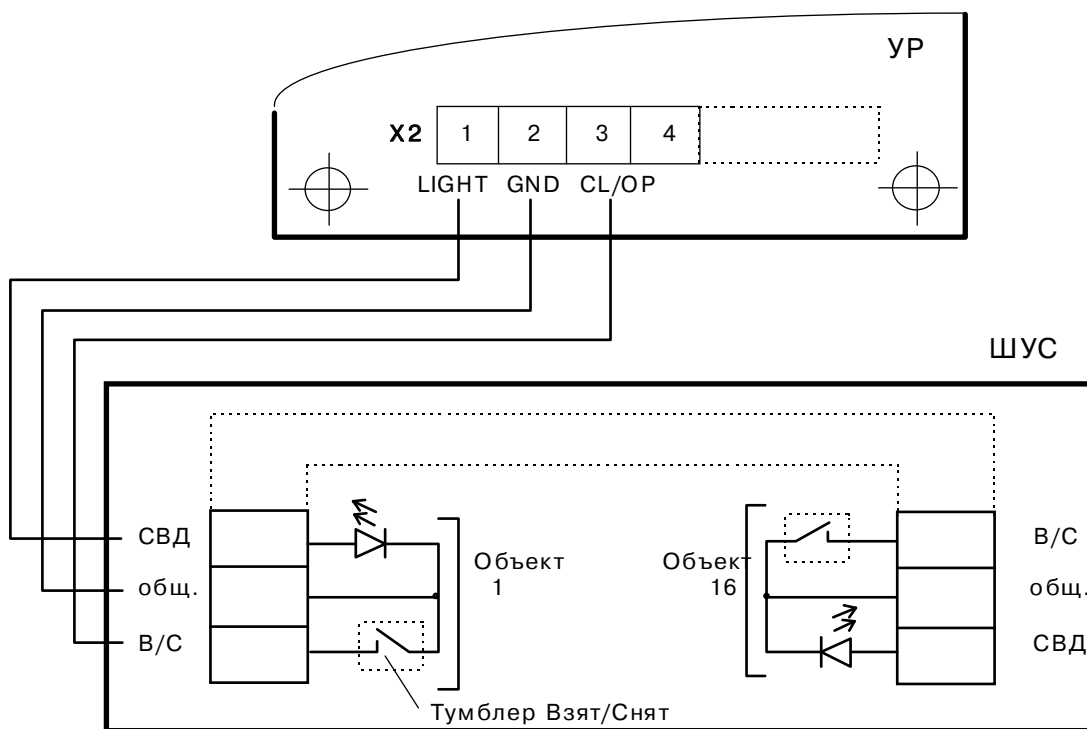 УР
X2 1 2 3 4
LIGHT GND CL/OP
ШУС
СВД
общ.
В/С
Объект
1
Объект
16
В/С
общ.
СВД
Тумблер Взят/Снят